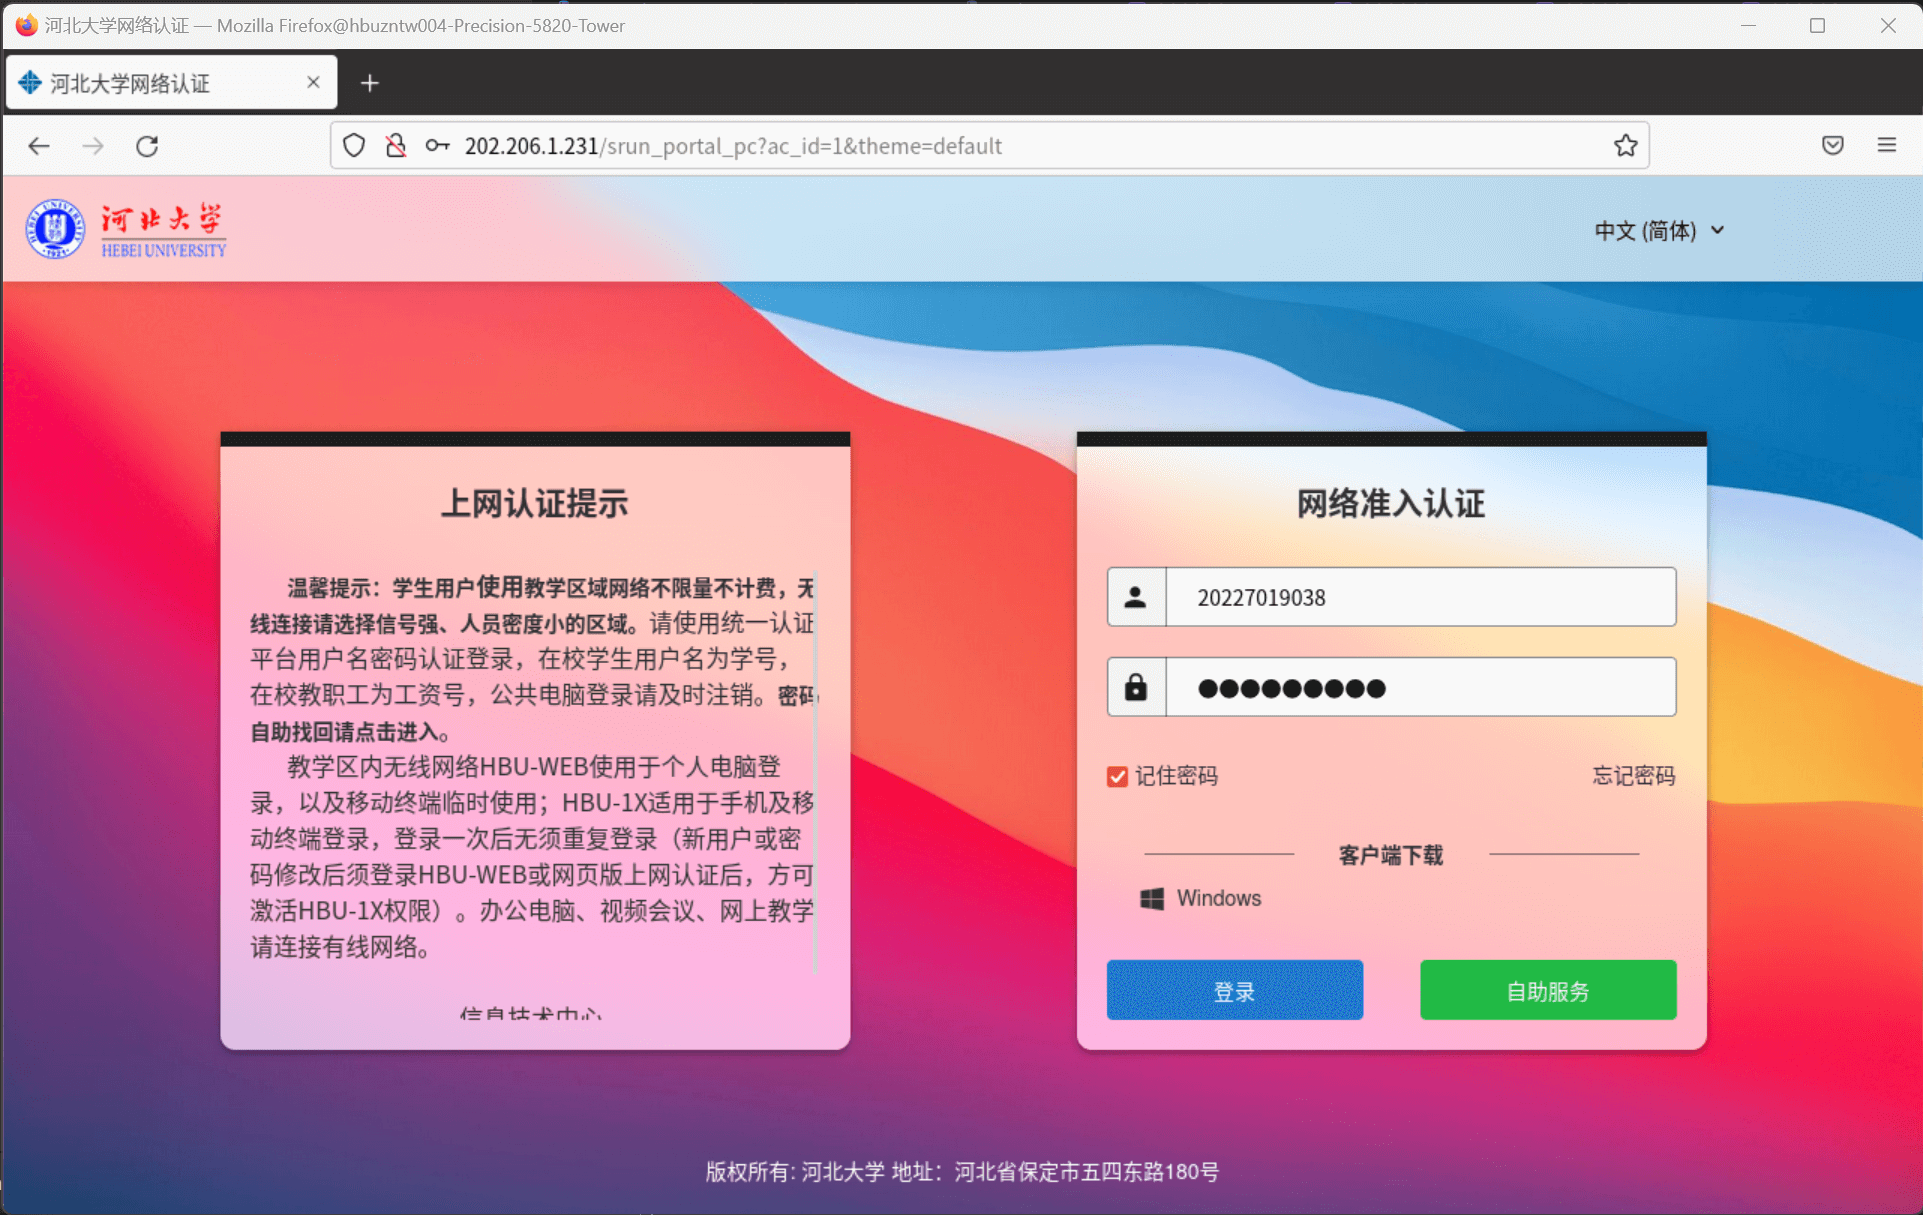 河北大学网络认证 — Mozilla Firefox@hbuzntw004-Precision-5820-Tower
河北大学网络认证
202.206.1.231/srun_portal_pc?ac_id=1&theme=default
HEBEI UNIVERSITY
1921
河北大学
HEBEI UNIVERSITY
中文 (简体)
上网认证提示
温馨提示：学生用户使用教学区域网络不限量不计费，无
线连接请选择信号强、人员密度小的区域。请使用统一认证
平台用户名密码认证登录，在校学生用户名为学号，
在校教职工为工资号，公共电脑登录请及时注销。密码
自助找回请点击进入。
教学区内无线网络HBU-WEB使用于个人电脑登
录，以及移动终端临时使用；HBU-1X适用于手机及移
动终端登录，登录一次后无须重复登录（新用户或密
码修改后须登录HBU-WEB或网页版上网认证后，方可
激活HBU-1X权限）。办公电脑、视频会议、网上教学
请连接有线网络。
信息技术中心
网络准入认证
20227019038
●●●●●●●●●
记住密码
忘记密码
客户端下载
Windows
登录
自助服务
版权所有: 河北大学 地址：河北省保定市五四东路180号